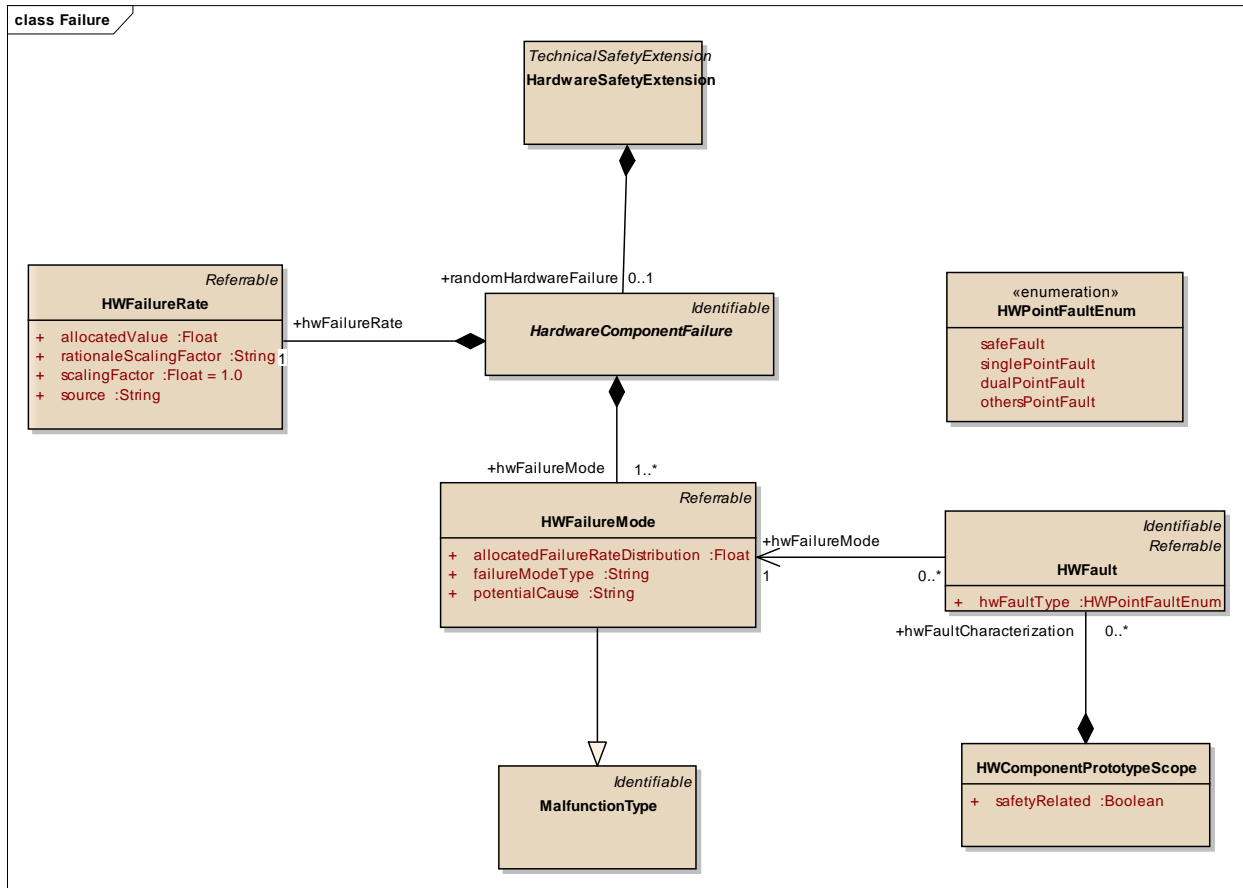 class Failure
TechnicalSafetyExtension
HardwareSafetyExtension
+randomHardwareFailure 0..1
Referrable
HWFailureRate
+ allocatedValue :Float
+ rationaleScalingFactor :String
+ scalingFactor :Float = 1.0
+ source :String
+hwFailureRate
1
Identifiable
HardwareComponentFailure
«enumeration»
HWPointFaultEnum
safeFault
singlePointFault
dualPointFault
othersPointFault
+hwFailureMode 1..*
Referrable
HWFailureMode
+ allocatedFailureRateDistribution :Float
+ failureModeType :String
+ potentialCause :String
+hwFailureMode
1
0..*
Identifiable
Referrable
HWFault
+ hwFaultType :HWPointFaultEnum
+hwFaultCharacterization 0..*
Identifiable
MalfunctionType
HWComponentPrototypeScope
+ safetyRelated :Boolean